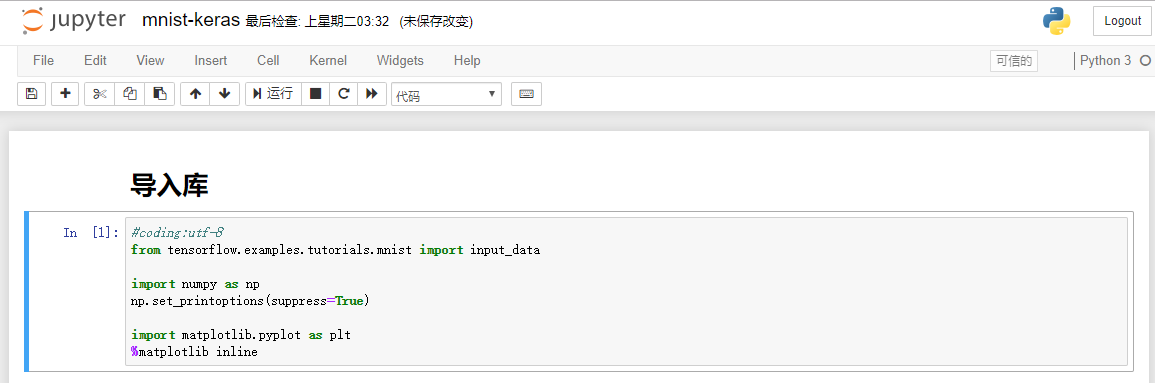 jupyter mnist-keras 最后检查: 上星期二03:32 (未保存改变) Logout
File Edit View Insert Cell Kernel Widgets Help 可信的 Python 3
运行 代码
导入库
In [1]: #coding:utf-8
from tensorflow.examples.tutorials.mnist import input_data
import numpy as np
np.set_printoptions(suppress=True)
import matplotlib.pyplot as plt
%matplotlib inline